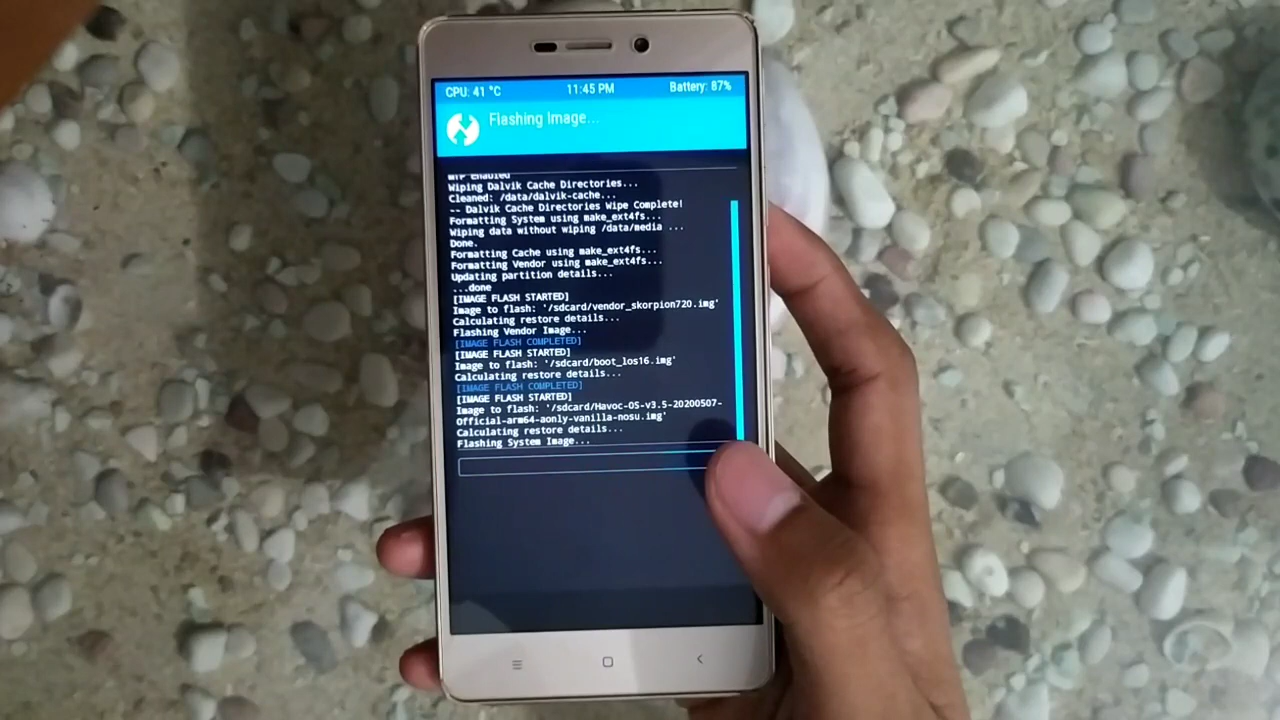 CPU: 41 °C 11:45 PM Battery: 87%
Flashing Image...
MTP Enabled
Wiping Dalvik Cache Directories...
Cleaned: /data/dalvik-cache...
-- Dalvik Cache Directories Wipe Complete!
Formatting System using make_ext4fs...
Wiping data without wiping /data/media ...
Done.
Formatting Cache using make_ext4fs...
Formatting Vendor using make_ext4fs...
Updating partition details...
...done
[IMAGE FLASH STARTED]
Image to flash: '/sdcard/vendor_skorpion720.img'
Calculating restore details...
Flashing Vendor Image...
[IMAGE FLASH COMPLETED]
[IMAGE FLASH STARTED]
Image to flash: '/sdcard/boot_los16.img'
Calculating restore details...
[IMAGE FLASH COMPLETED]
[IMAGE FLASH STARTED]
Image to flash: '/sdcard/Havoc-OS-v3.5-20200507-
Official-arm64-aonly-vanilla-nosu.img'
Calculating restore details...
Flashing System Image...